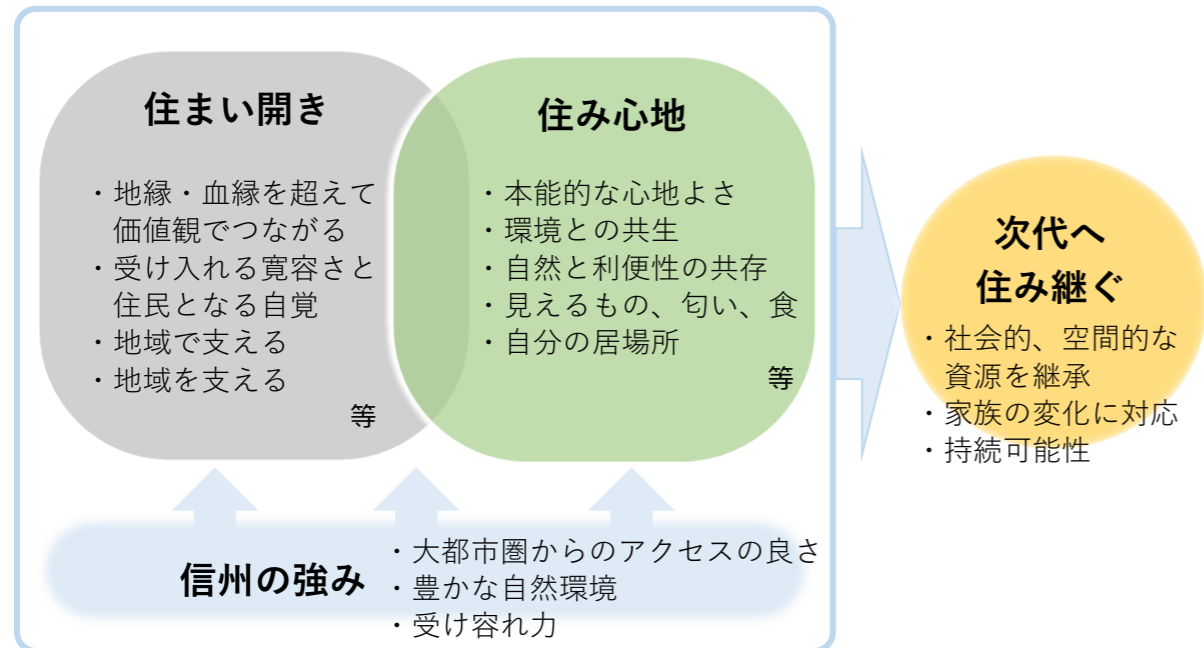 住まい開き
・地縁・血縁を超えて
価値観でつながる
・受け入れる寛容さと
住民となる自覚
・地域で支える
・地域を支える
等
住み心地
・本能的な心地よさ
・環境との共生
・自然と利便性の共存
・見えるもの、匂い、食
・自分の居場所
等
信州の強み
・大都市圏からのアクセスの良さ
・豊かな自然環境
・受け容れ力
次代へ
住み継ぐ
・社会的、空間的な
資源を継承
・家族の変化に対応
・持続可能性